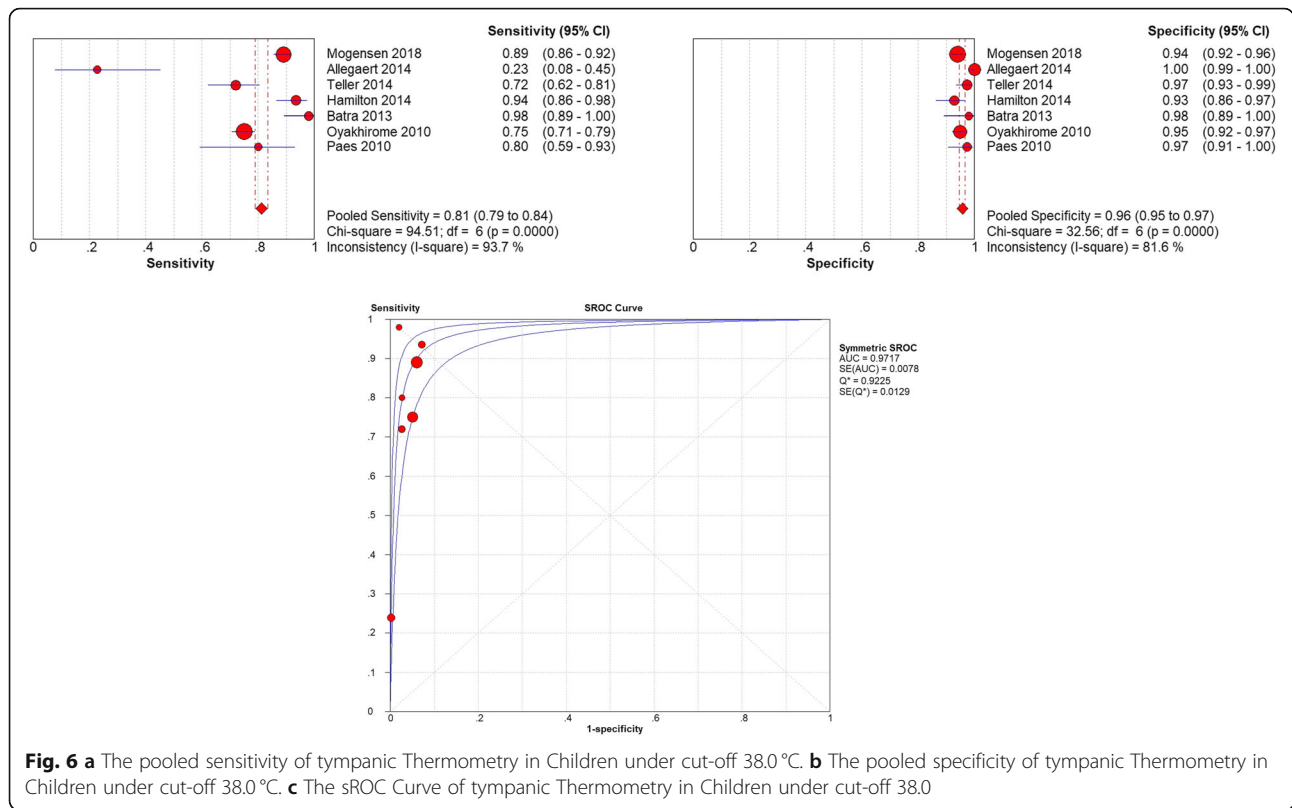 Sensitivity (95% CI)
Mogensen 2018 0.89 (0.86 - 0.92)
Allegaert 2014 0.23 (0.08 - 0.45)
Teller 2014 0.72 (0.62 - 0.81)
Hamilton 2014 0.94 (0.86 - 0.98)
Batra 2013 0.98 (0.89 - 1.00)
Oyakhirome 2010 0.75 (0.71 - 0.79)
Paes 2010 0.80 (0.59 - 0.93)
Pooled Sensitivity = 0.81 (0.79 to 0.84)
Chi-square = 94.51; df = 6 (p = 0.0000)
Inconsistency (I-square) = 93.7 %
0 .2 .4 .6 .8 1
Sensitivity
Specificity (95% CI)
Mogensen 2018 0.94 (0.92 - 0.96)
Allegaert 2014 1.00 (0.99 - 1.00)
Teller 2014 0.97 (0.93 - 0.99)
Hamilton 2014 0.93 (0.86 - 0.97)
Batra 2013 0.98 (0.89 - 1.00)
Oyakhirome 2010 0.95 (0.92 - 0.97)
Paes 2010 0.97 (0.91 - 1.00)
Pooled Specificity = 0.96 (0.95 to 0.97)
Chi-square = 32.56; df = 6 (p = 0.0000)
Inconsistency (I-square) = 81.6 %
0 .2 .4 .6 .8 1
Specificity
Sensitivity SROC Curve
1
.9
.8
.7
.6
.5
.4
.3
.2
.1
0
0 .2 .4 .6 .8 1
1-specificity
Symmetric SROC
AUC = 0.9717
SE(AUC) = 0.0078
Q* = 0.9225
SE(Q*) = 0.0129
Fig. 6 a The pooled sensitivity of tympanic Thermometry in Children under cut-off 38.0 °C. b The pooled specificity of tympanic Thermometry in
Children under cut-off 38.0 °C. c The sROC Curve of tympanic Thermometry in Children under cut-off 38.0